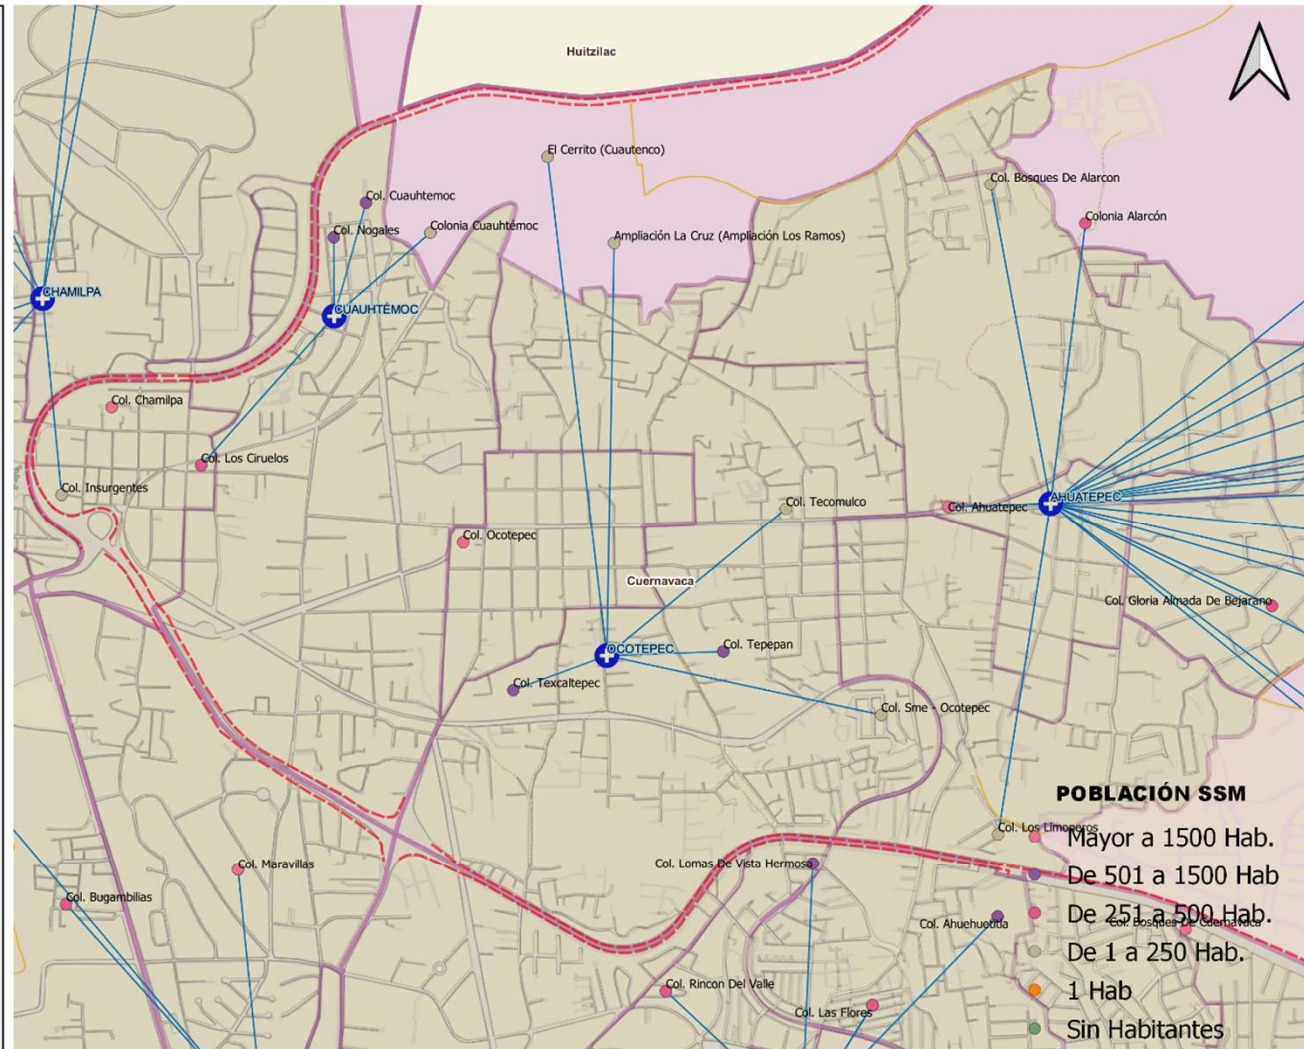 Huitzilac
El Cerrito (Cuautenco)
Col. Bosques De Alarcon
Col. Cuauhtemoc
Colonia Alarcón
Col. Nogales
Colonia Cuauhtémoc
Ampliación La Cruz (Ampliación Los Ramos)
CHAMILPA
CUAUHTÉMOC
Col. Chamilpa
Col. Los Ciruelos
Col. Insurgentes
Col. Tecomulco
Col. Ahuatepec
AHUATEPEC
Col. Ocotepec
Cuernavaca
Col. Gloria Almada De Bejarano
OCOTEPEC
Col. Tepepan
Col. Texcaltepec
Col. Sme - Ocotepec
POBLACIÓN SSM
Col. Los Limoneros
Mayor a 1500 Hab.
Col. Maravillas
Col. Lomas De Vista Hermosa
De 501 a 1500 Hab
Col. Bugambilias
De 251 a 500 Hab.
Col. Ahuehuetitla
Col. Bosques De Cuernavaca
De 1 a 250 Hab.
Col. Rincon Del Valle
1 Hab
Col. Las Flores
Sin Habitantes